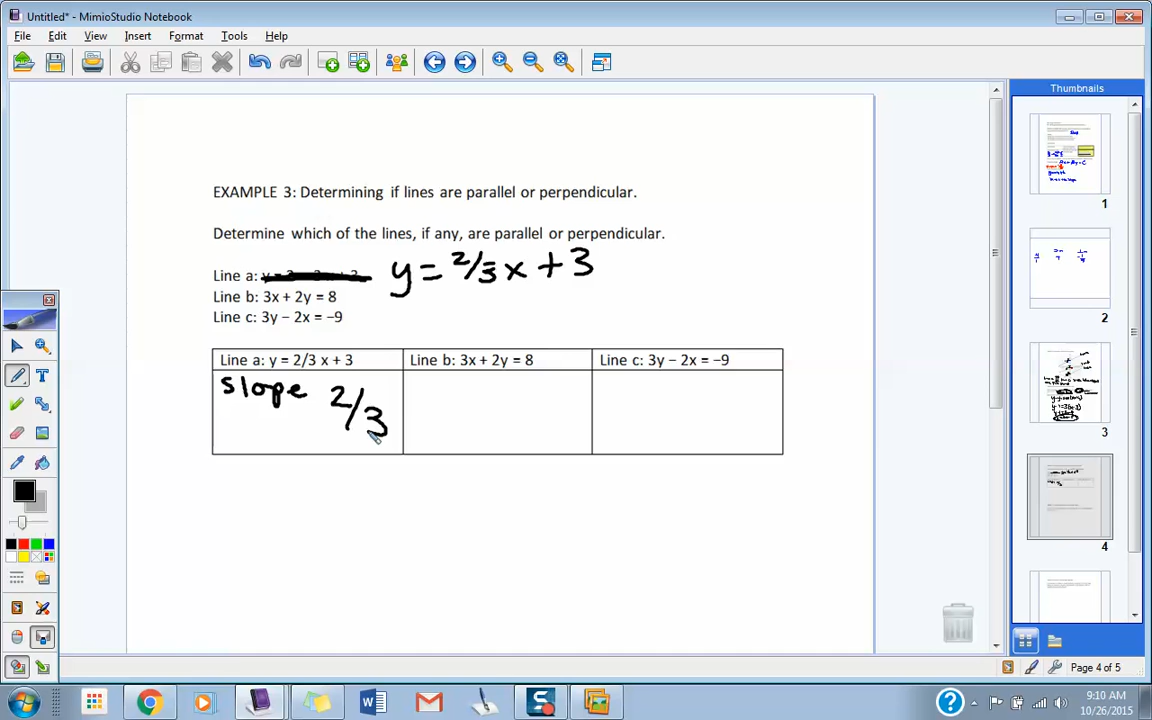 Untitled* - MimioStudio Notebook
File Edit View Insert Format Tools Help
Thumbnails
EXAMPLE 3: Determining if lines are parallel or perpendicular.
Determine which of the lines, if any, are parallel or perpendicular.
Line a: y = 2/3 x + 3
Line b: 3x + 2y = 8
Line c: 3y − 2x = −9
Line a: y = 2/3 x + 3 Line b: 3x + 2y = 8 Line c: 3y − 2x = −9
slope 2/3
1
2
3
4
Page 4 of 5
9:10 AM
10/26/2015